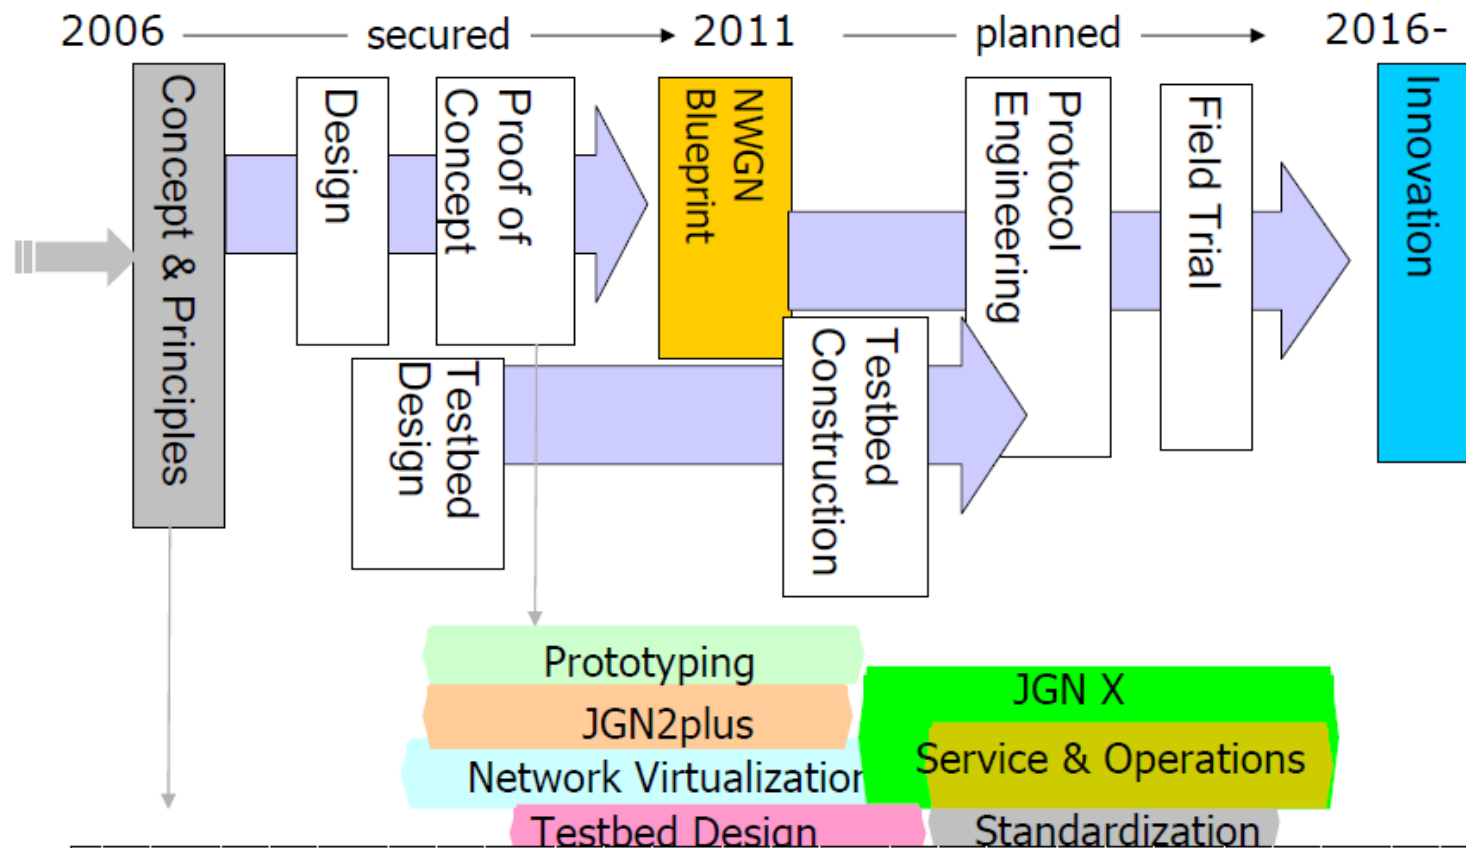 2006
secured
2011
planned
2016-
Concept & Principles
Design
Proof of
Concept
NWGN
Blueprint
Protocol
Engineering
Field Trial
Innovation
Testbed
Design
Testbed
Construction
Prototyping
JGN2plus
Network Virtualization
Testbed Design
JGN X
Service & Operations
Standardization